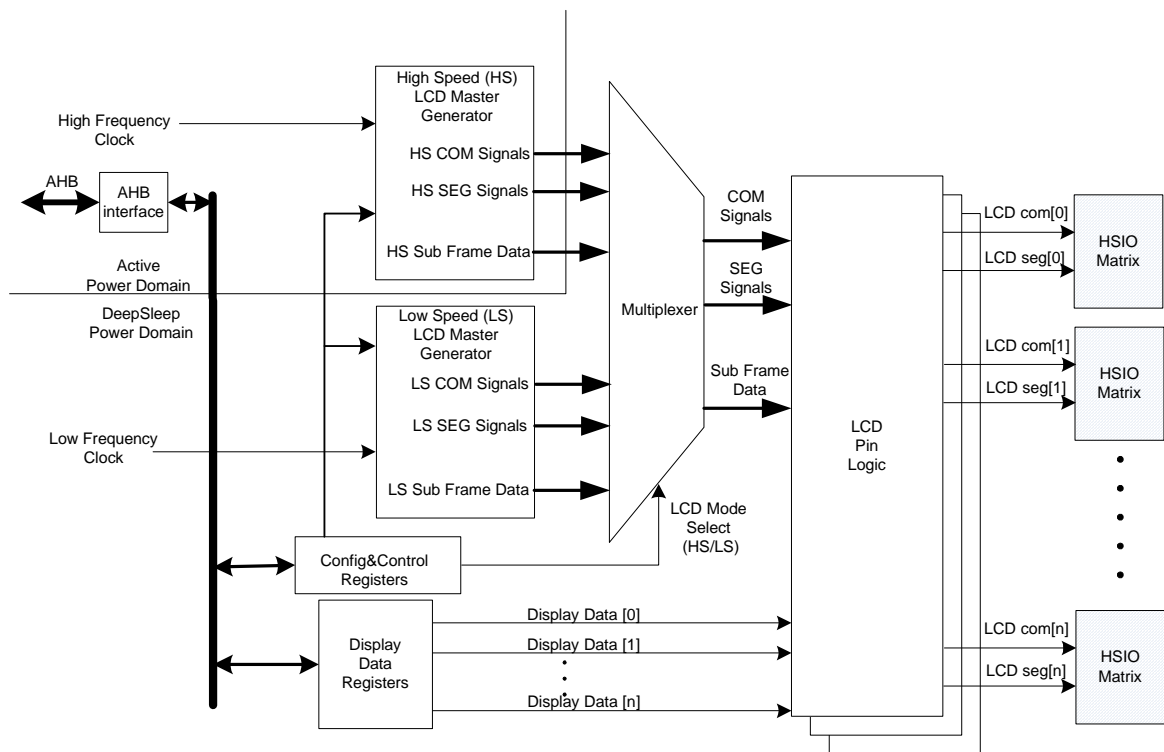 High Speed (HS)
LCD Master
Generator
High Frequency
Clock
HS COM Signals
HS SEG Signals
HS Sub Frame Data
AHB
AHB
interface
Active
Power Domain
DeepSleep
Power Domain
Low Speed (LS)
LCD Master
Generator
LS COM Signals
LS SEG Signals
LS Sub Frame Data
Low Frequency
Clock
Multiplexer
COM
Signals
SEG
Signals
Sub Frame
Data
LCD Mode
Select
(HS/LS)
Config&Control
Registers
Display
Data
Registers
Display Data [0]
Display Data [1]
Display Data [n]
LCD
Pin
Logic
LCD com[0]
LCD seg[0]
HSIO
Matrix
LCD com[1]
LCD seg[1]
HSIO
Matrix
LCD com[n]
LCD seg[n]
HSIO
Matrix